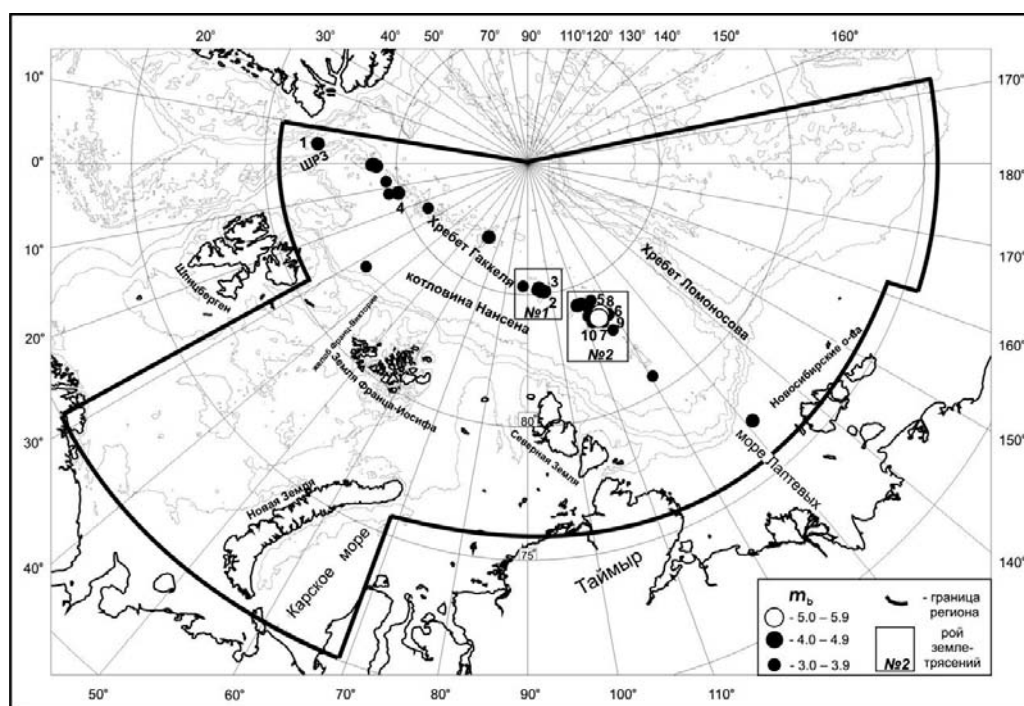 20° 30° 40° 50° 70° 90° 110° 120° 130° 140° 150°
10°
170°
1
ШРЗ
0°
180°
4
Хребет Гаккеля
Хребет Ломоносова
10°
170°
Шпицберген
котловина Нансена
3
2
№1
5 8
6
9
10 7
№2
20°
160°
желоб Франц-Виктория
Земля Франца-Иосифа
Новосибирские о-ва
80°
Северная Земля
море Лаптевых
30°
150°
Новая Земля
Карское море
75°
Таймыр
40°
140°
50° 60° 70° 80° 90° 100° 110°
m b
- 5.0 – 5.9
- 4.0 – 4.9
- 3.0 – 3.9
- граница
региона
№2
рой
земле-
трясений